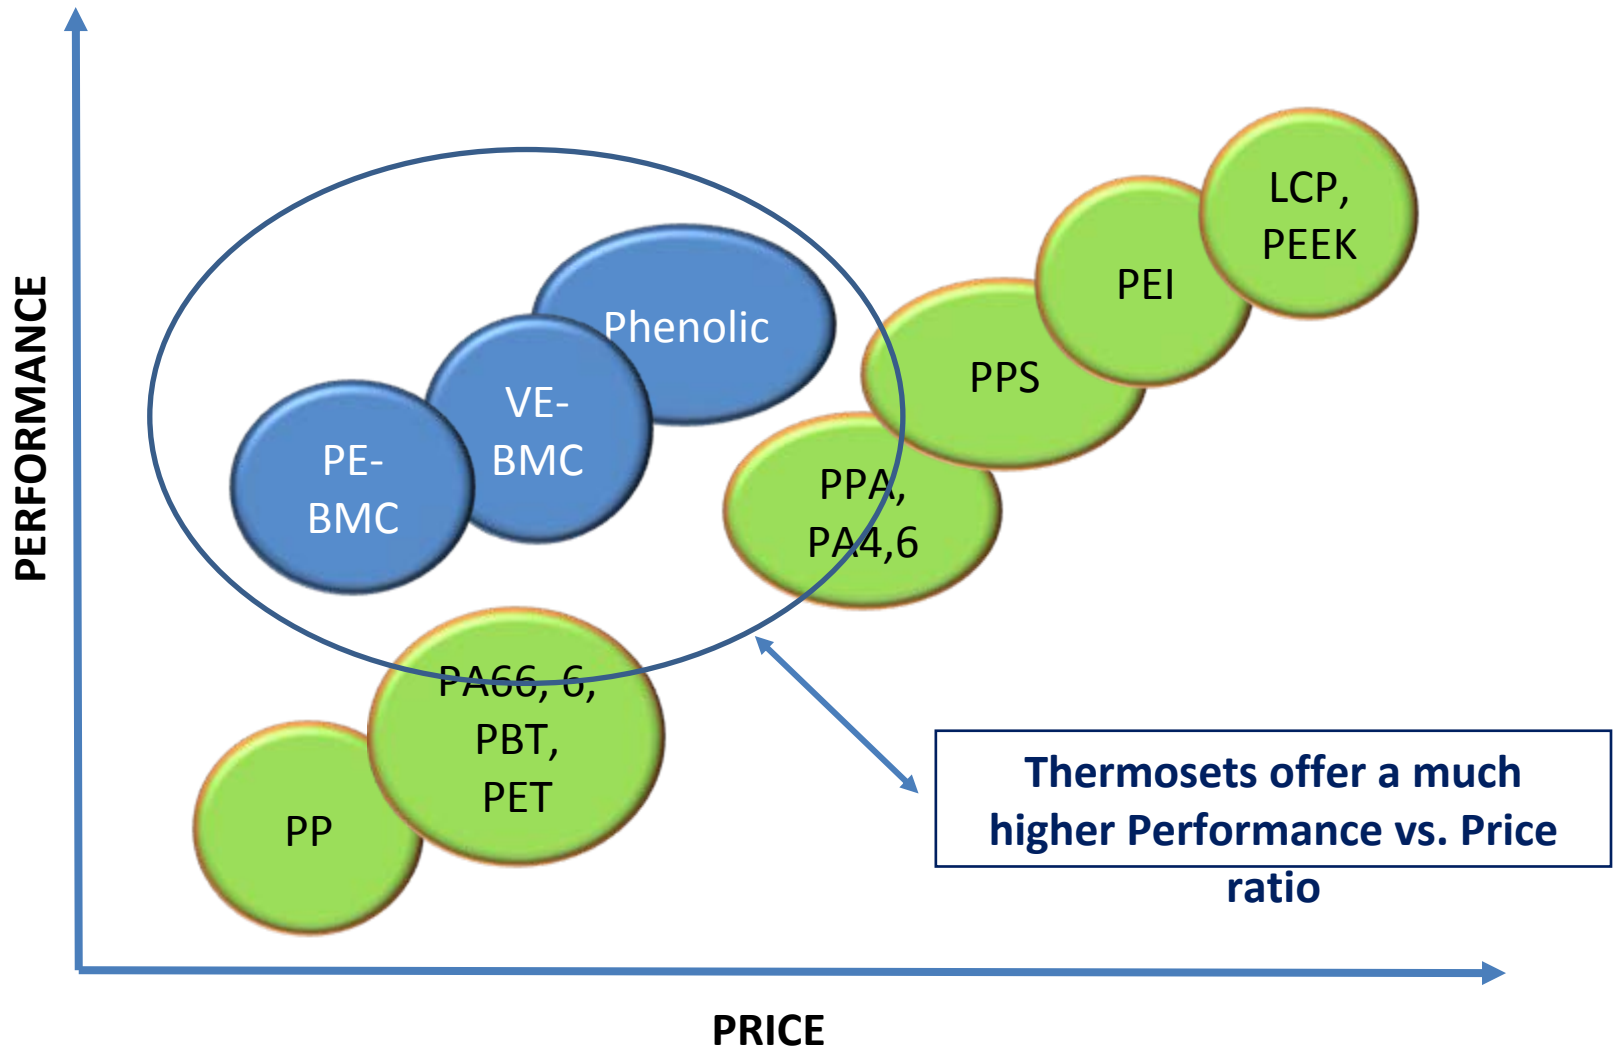 PERFORMANCE
LCP,
PEEK
PEI
Phenolic
PPS
VE-
BMC
PE-
BMC
PPA,
PA4,6
PA66, 6,
PBT,
PET
PP
Thermosets offer a much
higher Performance vs. Price
ratio
PRICE